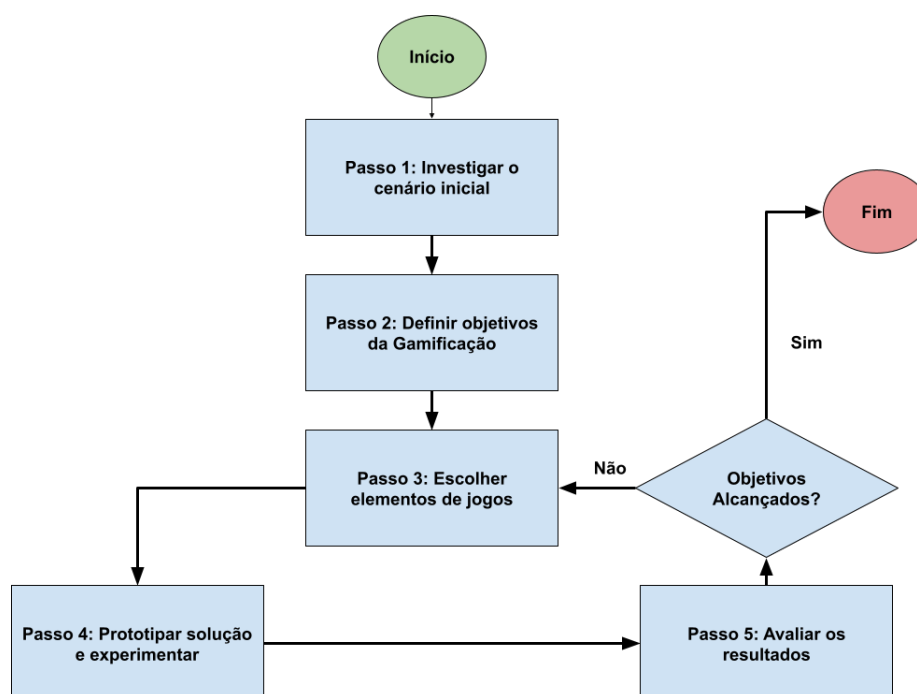 Início
Passo 1: Investigar o
cenário inicial
Passo 2: Definir objetivos
da Gamificação
Passo 3: Escolher
elementos de jogos
Não
Objetivos
Alcançados?
Sim
Fim
Passo 4: Prototipar solução
e experimentar
Passo 5: Avaliar os
resultados